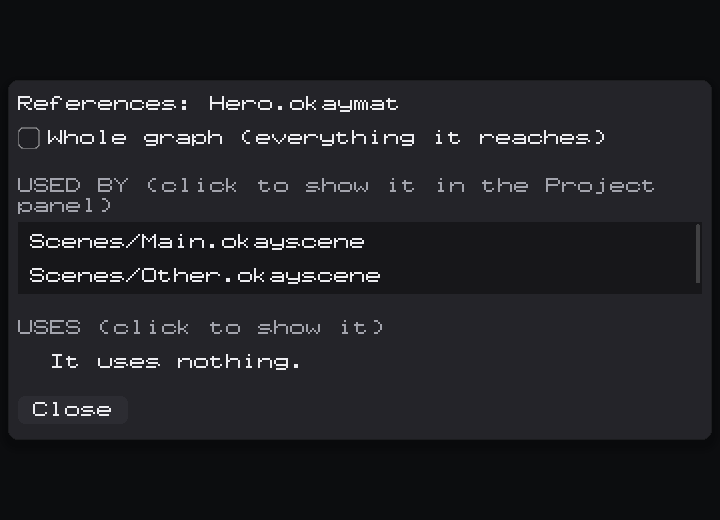 References: Hero.okaymat
Whole graph (everything it reaches)
USED BY (click to show it in the Project
panel)
Scenes/Main.okayscene
Scenes/Other.okayscene
USES (click to show it)
It uses nothing.
Close